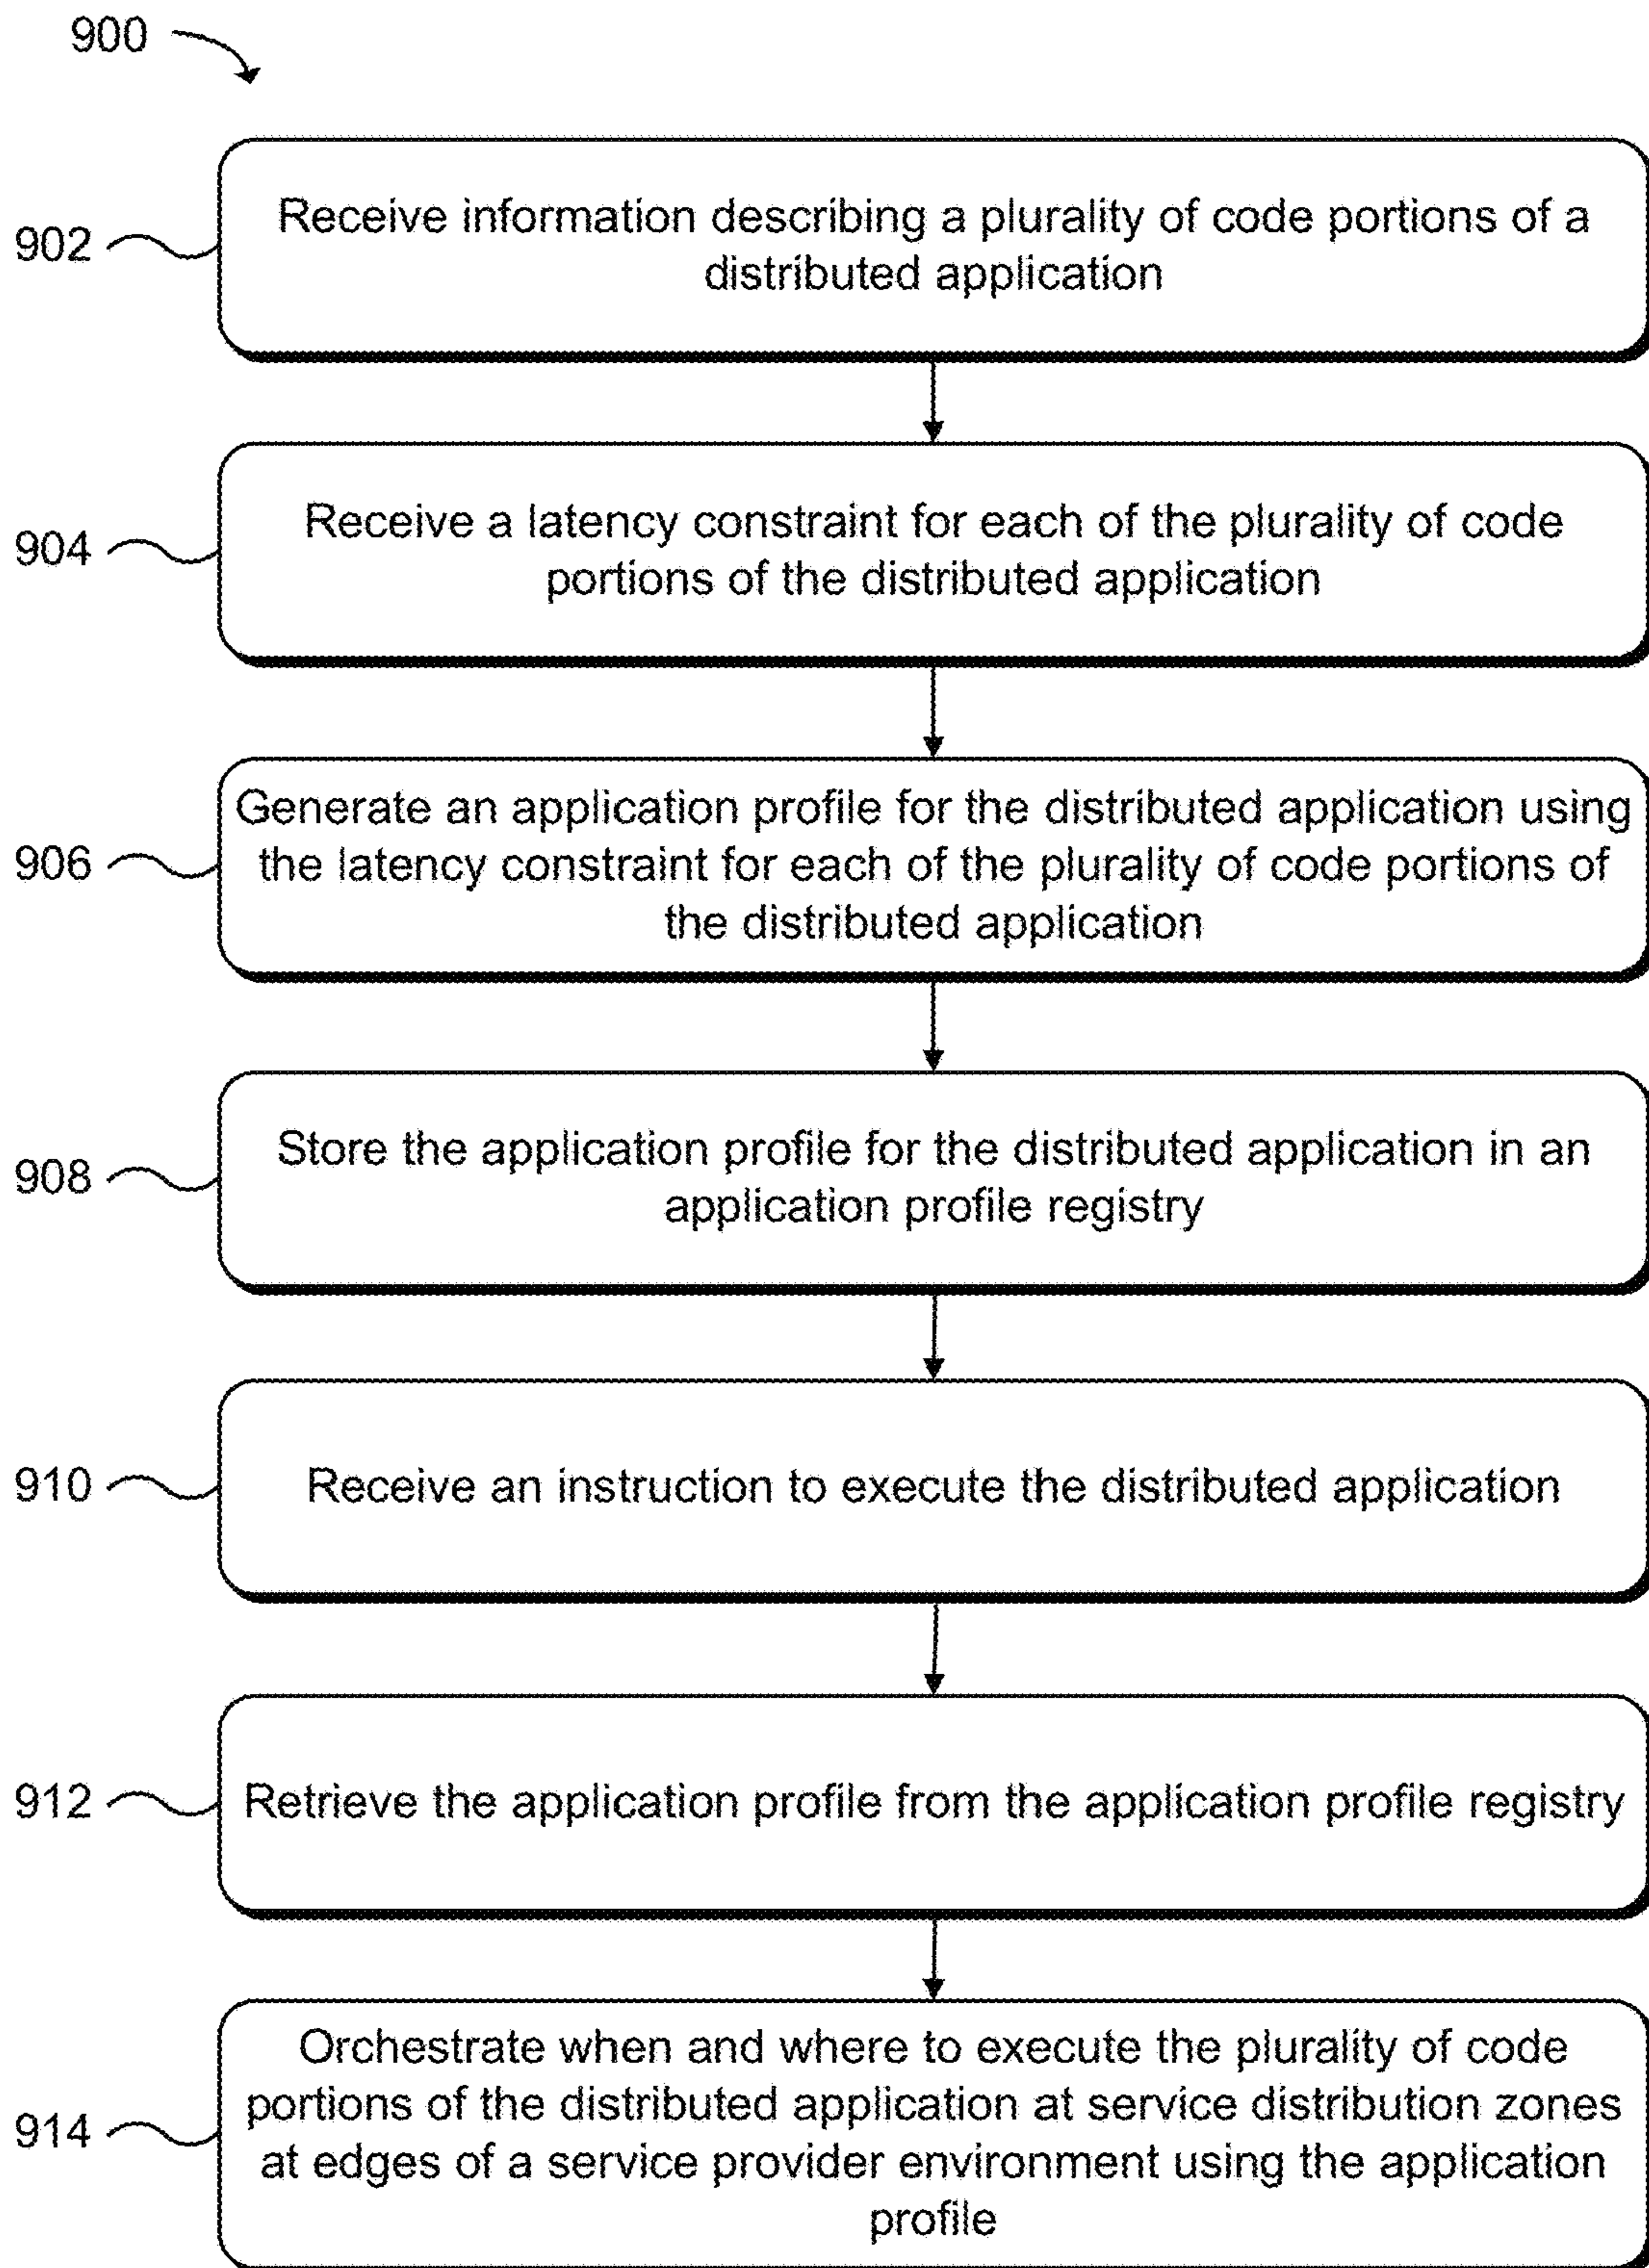 900
902
Receive information describing a plurality of code portions of a
distributed application
904
Receive a latency constraint for each of the plurality of code
portions of the distributed application
906
Generate an application profile for the distributed application using
the latency constraint for each of the plurality of code portions of
the distributed application
908
Store the application profile for the distributed application in an
application profile registry
910
Receive an instruction to execute the distributed application
912
Retrieve the application profile from the application profile registry
914
Orchestrate when and where to execute the plurality of code
portions of the distributed application at service distribution zones
at edges of a service provider environment using the application
profile